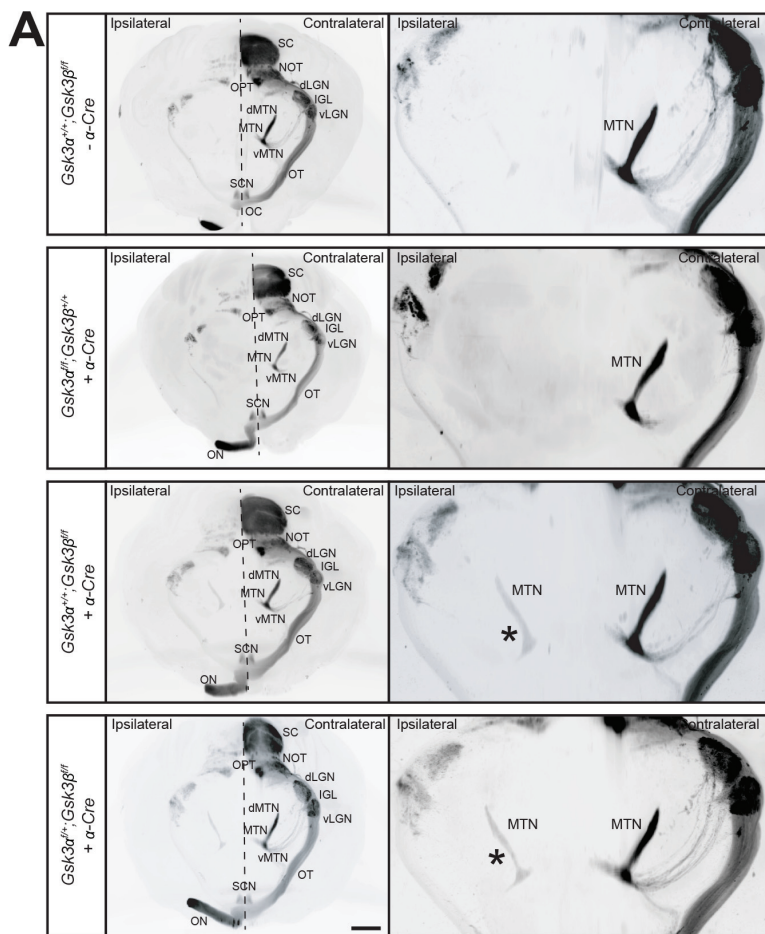 A
Gsk3α+/+;Gsk3βf/f
- α-Cre
Ipsilateral
Contralateral
SC
NOT
OPT
dLGN
IGL
vLGN
dMTN
MTN
vMTN
OT
SCN
OC
Ipsilateral
Contralateral
MTN
Gsk3αf/f;Gsk3β+/+
+ α-Cre
Ipsilateral
Contralateral
SC
NOT
OPT
dLGN
IGL
vLGN
dMTN
MTN
vMTN
OT
SCN
ON
Ipsilateral
Contralateral
MTN
Gsk3α+/+;Gsk3βf/f
+ α-Cre
Ipsilateral
Contralateral
SC
NOT
OPT
dLGN
IGL
vLGN
dMTN
MTN
vMTN
OT
SCN
ON
Ipsilateral
Contralateral
MTN
MTN
*
Gsk3αf/+;Gsk3βf/f
+ α-Cre
Ipsilateral
Contralateral
SC
NOT
OPT
dLGN
IGL
vLGN
dMTN
MTN
vMTN
OT
SCN
ON
Ipsilateral
Contralateral
MTN
MTN
*